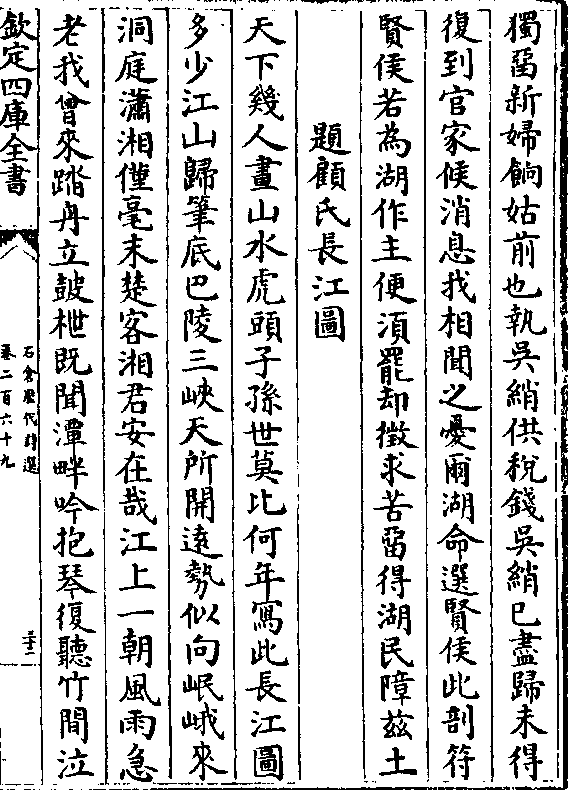 獨留新婦餉姑前也執吳綃供稅錢吳綃已盡歸未得
復到官家候消息我相聞之憂爾湖命選賢侯此剖符
賢侯若為湖作主便湏罷却徴求苦留得湖民障茲土
題顧氏長江圖
天下幾人畫山水虎頭子孫世莫比何年寫此長江圖
多少江山歸筆底巴陵三峽天所開遠勢似向岷峨來
洞庭瀟湘僅毫末楚客湘君安在哉江上一朝風雨急
老我曾來踏舟立鼓枻既聞潭畔吟抱琴復聽竹間泣
欽定四庫全書
石倉歷代詩選
卷二百六十九
三十二